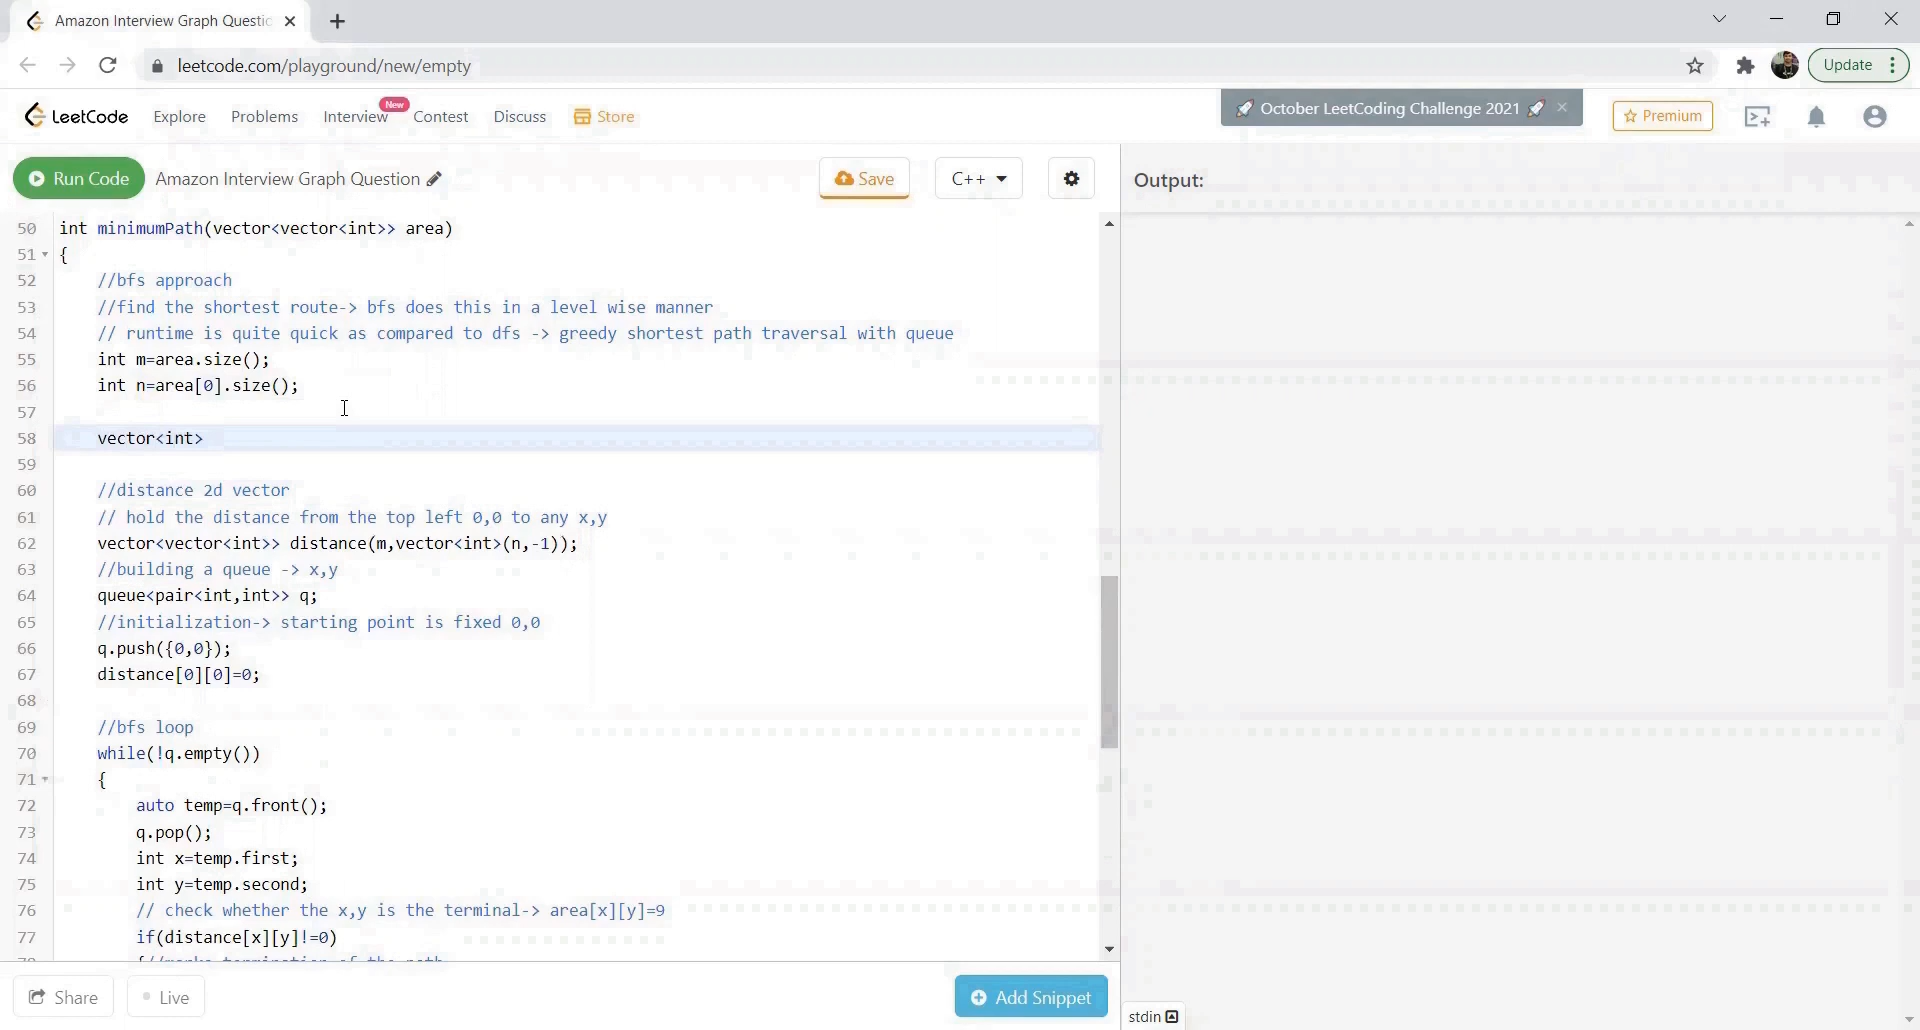 Amazon Interview Graph Questic
leetcode.com/playground/new/empty
Update
LeetCode
Explore
Problems
Interview
New
Contest
Discuss
Store
🚀 October LeetCoding Challenge 2021 🚀
Premium
Run Code
Amazon Interview Graph Question
Save
C++
Output:
50 int minimumPath(vector<vector<int>> area)
51 {
52 //bfs approach
53 //find the shortest route-> bfs does this in a level wise manner
54 // runtime is quite quick as compared to dfs -> greedy shortest path traversal with queue
55 int m=area.size();
56 int n=area[0].size();
57
58 vector<int>
59
60 //distance 2d vector
61 // hold the distance from the top left 0,0 to any x,y
62 vector<vector<int>> distance(m,vector<int>(n,-1));
63 //building a queue -> x,y
64 queue<pair<int,int>> q;
65 //initialization-> starting point is fixed 0,0
66 q.push({0,0});
67 distance[0][0]=0;
68
69 //bfs loop
70 while(!q.empty())
71 {
72 auto temp=q.front();
73 q.pop();
74 int x=temp.first;
75 int y=temp.second;
76 // check whether the x,y is the terminal-> area[x][y]=9
77 if(distance[x][y]!=0)
Share
Live
Add Snippet
stdin